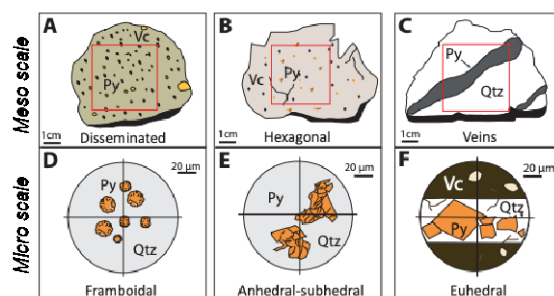 Meso scale
A
Vc
Py
1cm
Disseminated
B
Vc
Py
1cm
Hexagonal
C
Py
Qtz
1cm
Veins
Micro scale
D
20 µm
Py
Qtz
Framboidal
E
20 µm
Py
Qtz
Anhedral-subhedral
F
20 µm
Vc
Qtz
Py
Euhedral